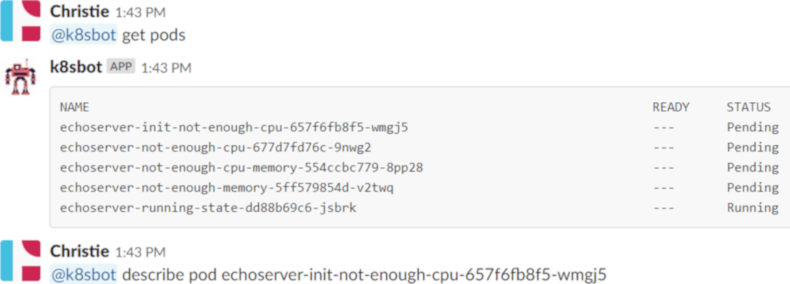 Christie 1:43 PM
@k8sbot get pods
k8sbot APP 1:43 PM
NAME READY STATUS
echoserver-init-not-enough-cpu-657f6fb8f5-wmgj5 --- Pending
echoserver-not-enough-cpu-677d7fd76c-9nwg2 --- Pending
echoserver-not-enough-cpu-memory-554ccbc779-8pp28 --- Pending
echoserver-not-enough-memory-5ff579854d-v2twq --- Pending
echoserver-running-state-dd88b69c6-jsbrk --- Running
Christie 1:43 PM
@k8sbot describe pod echoserver-init-not-enough-cpu-657f6fb8f5-wmgj5